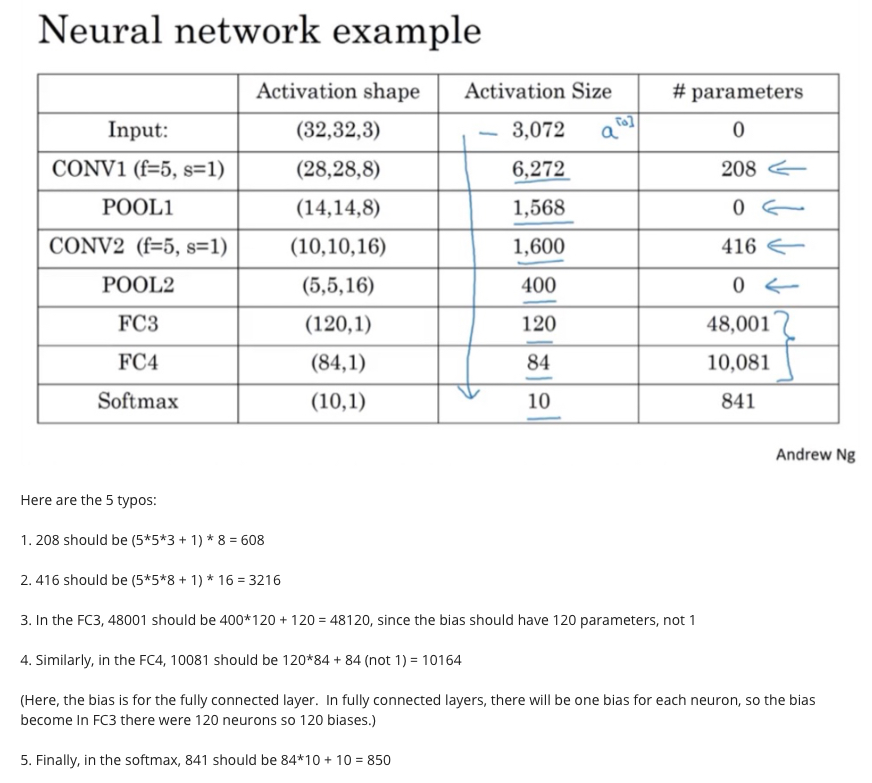 Neural network example
Activation shape Activation Size # parameters
Input: (32,32,3) — 3,072 a[0] 0
CONV1 (f=5, s=1) (28,28,8) 6,272 208 ←
POOL1 (14,14,8) 1,568 0 ←
CONV2 (f=5, s=1) (10,10,16) 1,600 416 ←
POOL2 (5,5,16) 400 0 ←
FC3 (120,1) 120 48,001
FC4 (84,1) 84 10,081
Softmax (10,1) 10 841
Andrew Ng
Here are the 5 typos:
1. 208 should be (5*5*3 + 1) * 8 = 608
2. 416 should be (5*5*8 + 1) * 16 = 3216
3. In the FC3, 48001 should be 400*120 + 120 = 48120, since the bias should have 120 parameters, not 1
4. Similarly, in the FC4, 10081 should be 120*84 + 84 (not 1) = 10164
(Here, the bias is for the fully connected layer.  In fully connected layers, there will be one bias for each neuron, so the bias
become In FC3 there were 120 neurons so 120 biases.)
5. Finally, in the softmax, 841 should be 84*10 + 10 = 850